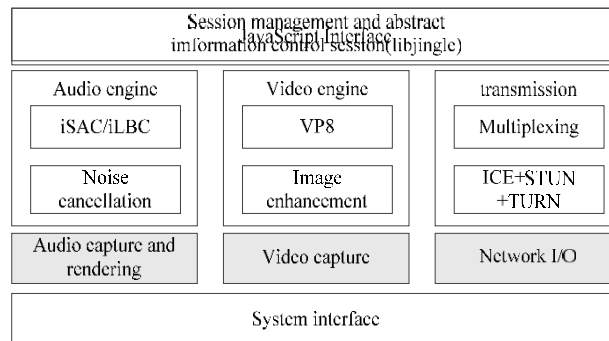 Session management and abstract
JavaScript Interface
imformation control session(libjingle)
Audio engine
iSAC/iLBC
Noise
cancellation
Video engine
VP8
Image
enhancement
transmission
Multiplexing
ICE+STUN
+TURN
Audio capture and
rendering
Video capture
Network I/O
System interface